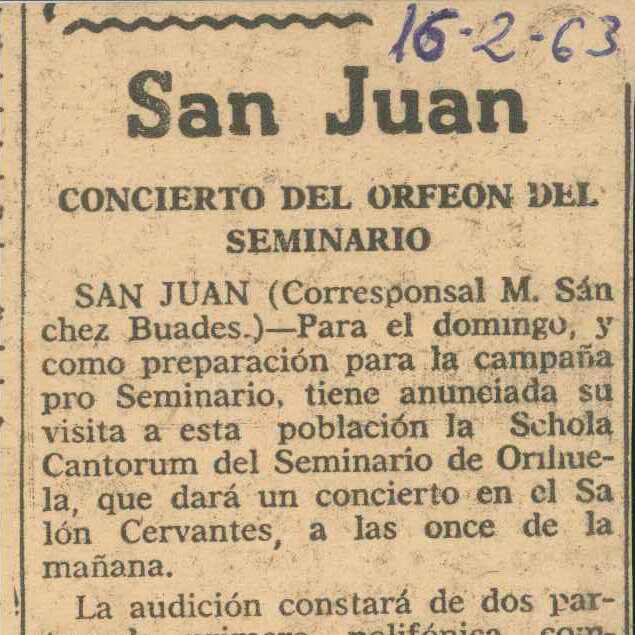 16-2-63
San Juan
CONCIERTO DEL ORFEON DEL
SEMINARIO
SAN JUAN (Corresponsal M. Sán
chez Buades.)—Para el domingo, y
como preparación para la campaña
pro Seminario, tiene anunciada su
visita a esta población la Schola
Cantorum del Seminario de Orihue-
la, que dará un concierto en el Sa
lón Cervantes, a las once de la
mañana.
La audición constará de dos par-
primera polifónica com-